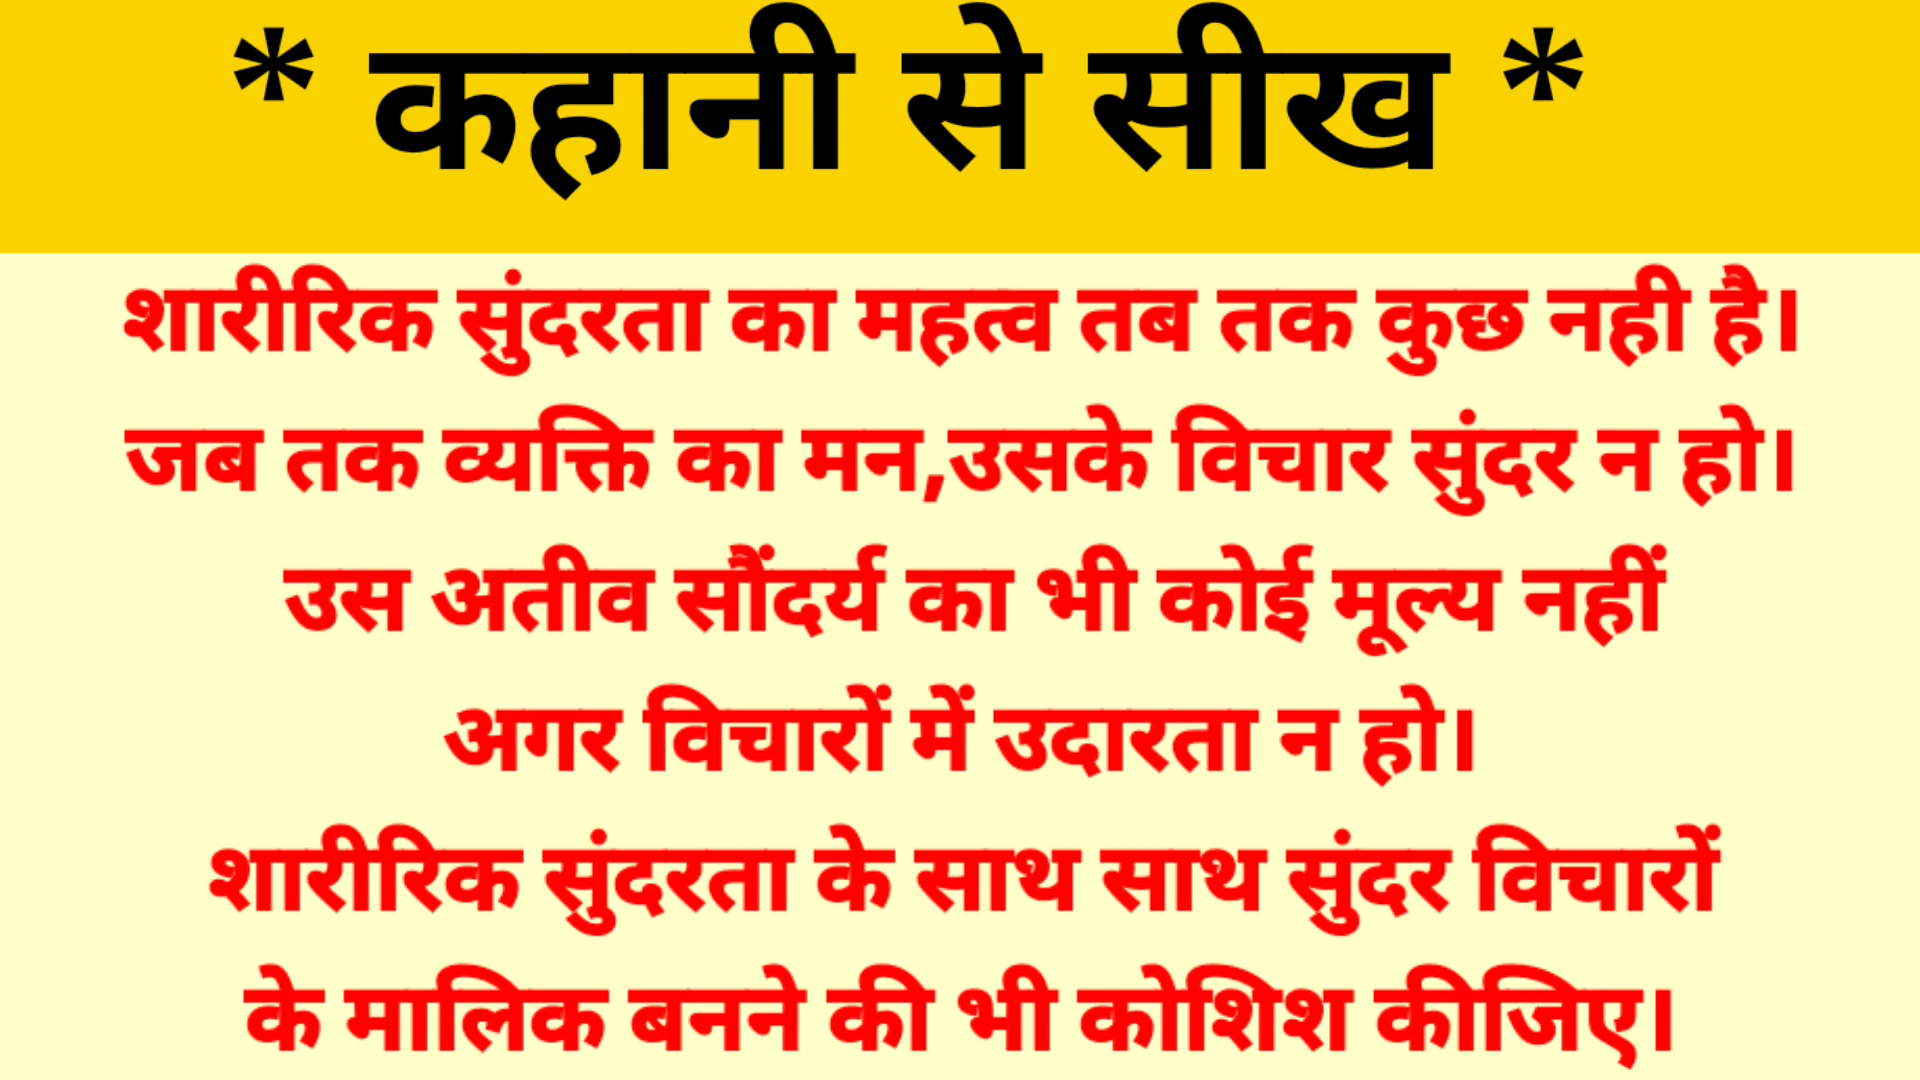 * कहानी से सीख *
शारीरिक सुंदरता का महत्व तब तक कुछ नही है।
जब तक व्यक्ति का मन,उसके विचार सुंदर न हो।
उस अतीव सौंदर्य का भी कोई मूल्य नहीं
अगर विचारों में उदारता न हो।
शारीरिक सुंदरता के साथ साथ सुंदर विचारों
के मालिक बनने की भी कोशिश कीजिए।